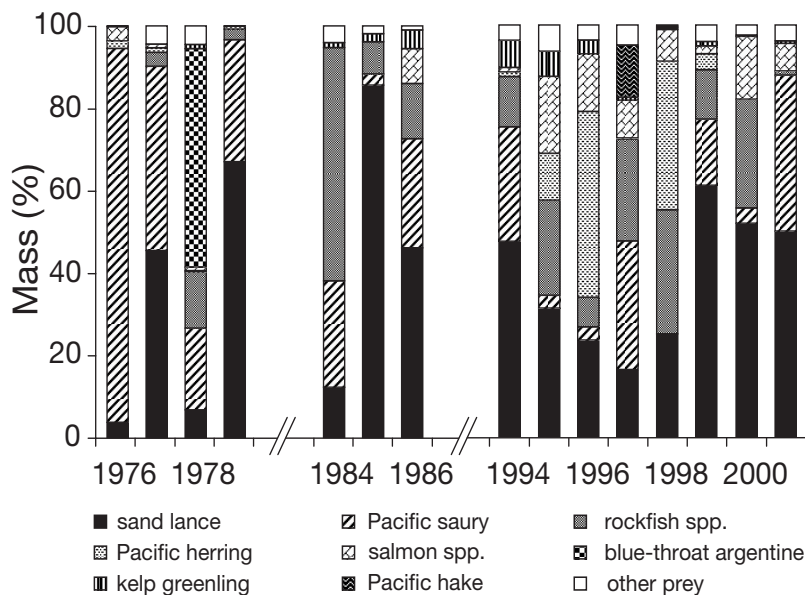 100
80
60
40
20
0
Mass (%)
1976 1978 1984 1986 1994 1996 1998 2000
sand lance Pacific saury rockfish spp.
Pacific herring salmon spp. blue-throat argentine
kelp greenling Pacific hake other prey